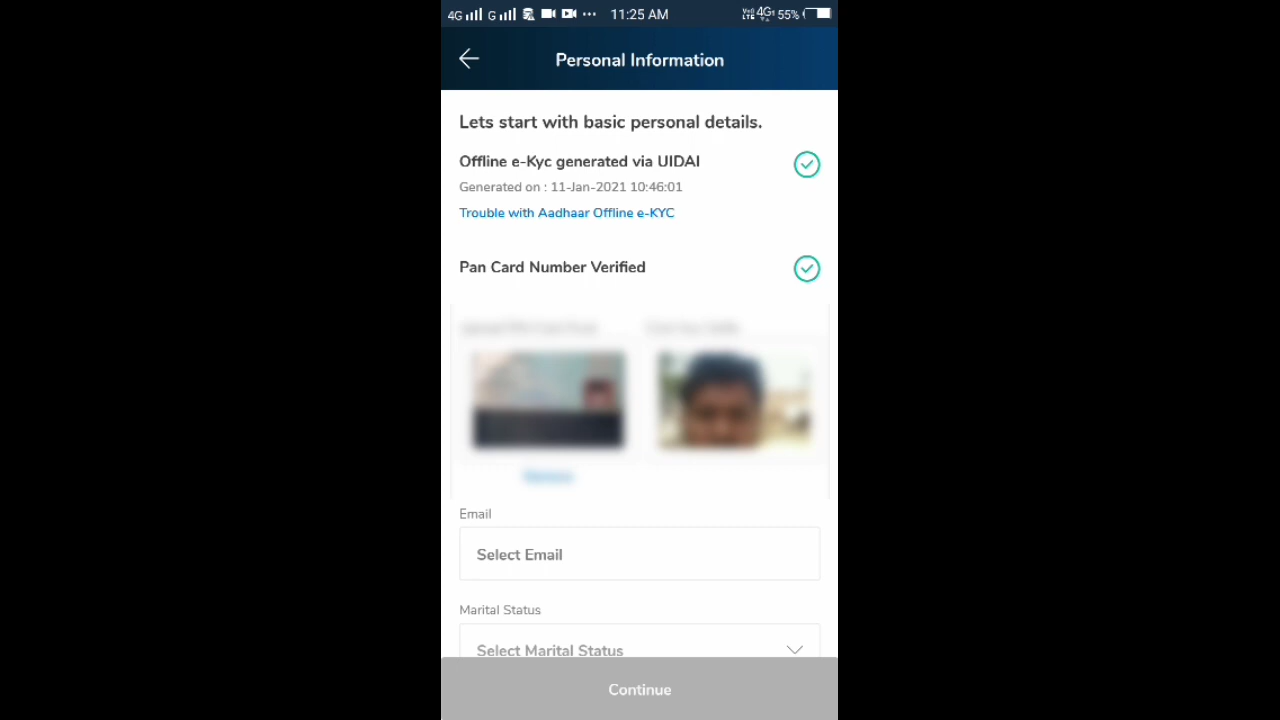 4G G 11:25 AM 4G 55%
Personal Information
Lets start with basic personal details.
Offline e-Kyc generated via UIDAI
Generated on : 11-Jan-2021 10:46:01
Trouble with Aadhaar Offline e-KYC
Pan Card Number Verified
Email
Select Email
Marital Status
Select Marital Status
Continue